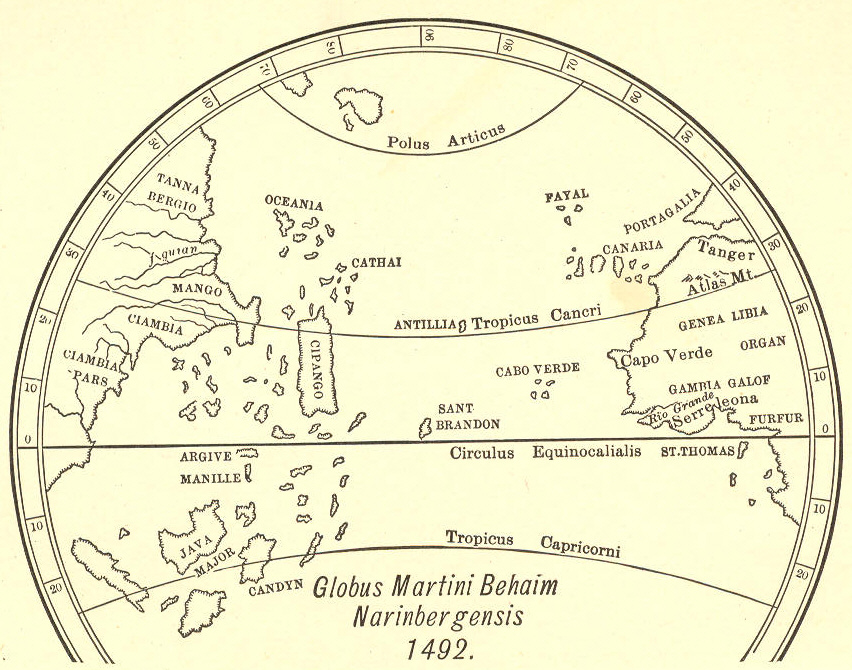 90
80
80
70
70
60
60
50
50
40
40
30
30
20
20
10
10
0
0
10
10
20
20
Polus Articus
TANNA
BERGIO
OCEANIA
FAYAL
PORTAGALIA
CANARIA
Tanger
CATHAI
MANGO
Atlas Mt.
CIAMBIA
ANTILLIA Tropicus Cancri
GENEA LIBIA
ORGAN
CIAMBIA
PARS
CIPANGO
Capo Verde
CABO VERDE
GAMBIA GALOF
Rio Grande
Serreleona
FURFUR
SANT
BRANDON
ARGIVE
Circulus Equinocalialis
ST. THOMAS
MANILLE
JAVA
MAJOR
Tropicus Capricorni
CANDYN
Globus Martini Behaim
Narinbergensis
1492.